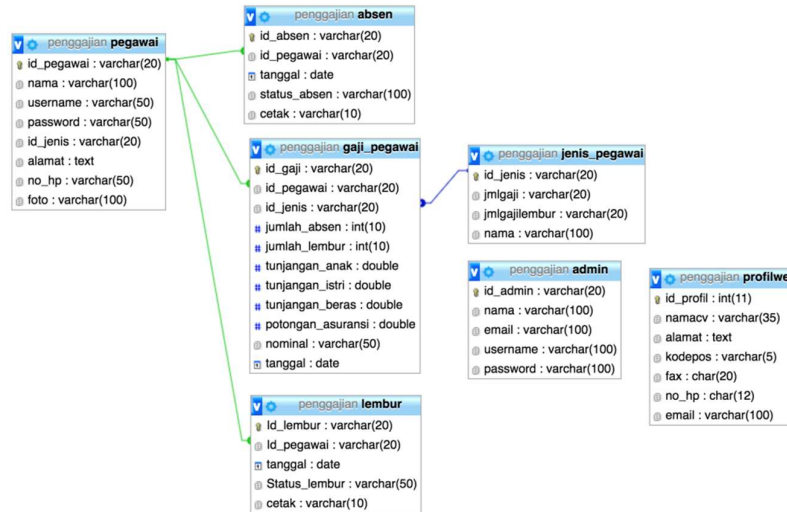 penggajian pegawai
id_pegawai : varchar(20)
nama : varchar(100)
username : varchar(50)
password : varchar(50)
id_jenis : varchar(20)
alamat : text
no_hp : varchar(50)
foto : varchar(100)
penggajian absen
id_absen : varchar(20)
id_pegawai : varchar(20)
tanggal : date
status_absen : varchar(100)
cetak : varchar(10)
penggajian gaji_pegawai
id_gaji : varchar(20)
id_pegawai : varchar(20)
id_jenis : varchar(20)
jumlah_absen : int(10)
jumlah_lembur : int(10)
tunjangan_anak : double
tunjangan_istri : double
tunjangan_beras : double
potongan_asuransi : double
nominal : varchar(50)
tanggal : date
penggajian lembur
Id_lembur : varchar(20)
Id_pegawai : varchar(20)
tanggal : date
Status_lembur : varchar(50)
cetak : varchar(10)
penggajian jenis_pegawai
id_jenis : varchar(20)
jmlgaji : varchar(20)
jmlgajilembur : varchar(20)
nama : varchar(100)
penggajian admin
id_admin : varchar(20)
nama : varchar(100)
email : varchar(100)
username : varchar(100)
password : varchar(100)
penggajian profilwe
id_profil : int(11)
namacv : varchar(35)
alamat : text
kodepos : varchar(5)
fax : char(20)
no_hp : char(12)
email : varchar(100)